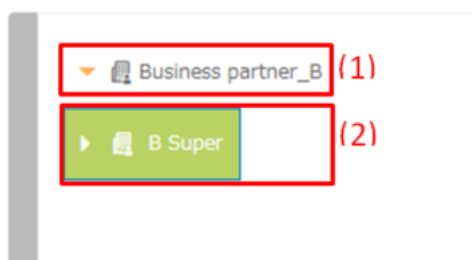 Business partner_B (1)
B Super (2)